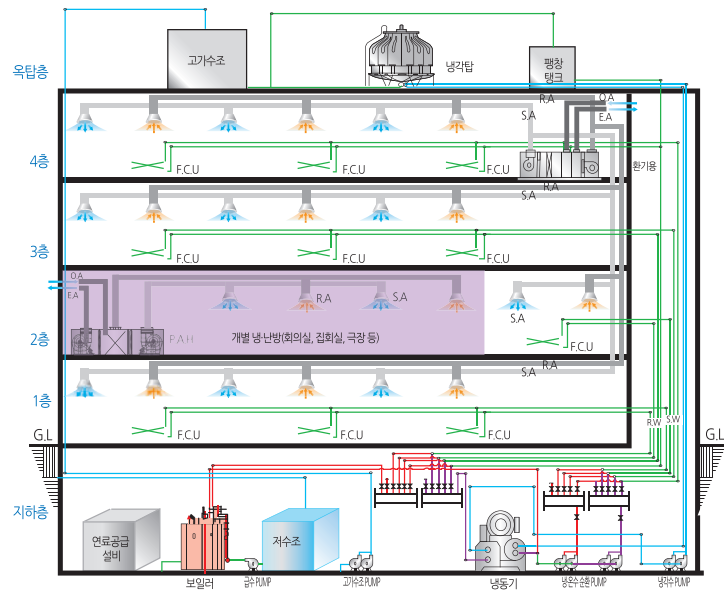 고가수조
냉각탑
팽창
탱크
옥탑층
R.A
O.A
S.A
E.A
4층
F.C.U
F.C.U
F.C.U
환기용
R.A
S.A
3층
F.C.U
F.C.U
F.C.U
O.A
E.A
R.A
S.A
S.A
2층
P A H
개별 냉·난방(회의실, 집회실, 극장 등)
F.C.U
R.A
S.A
1층
R.W
S.W
F.C.U
F.C.U
F.C.U
G.L
G.L
지하층
연료공급
설비
저수조
보일러
급수 PUMP
고가수조 PUMP
냉동기
냉온수 순환 PUMP
냉각수 PUMP